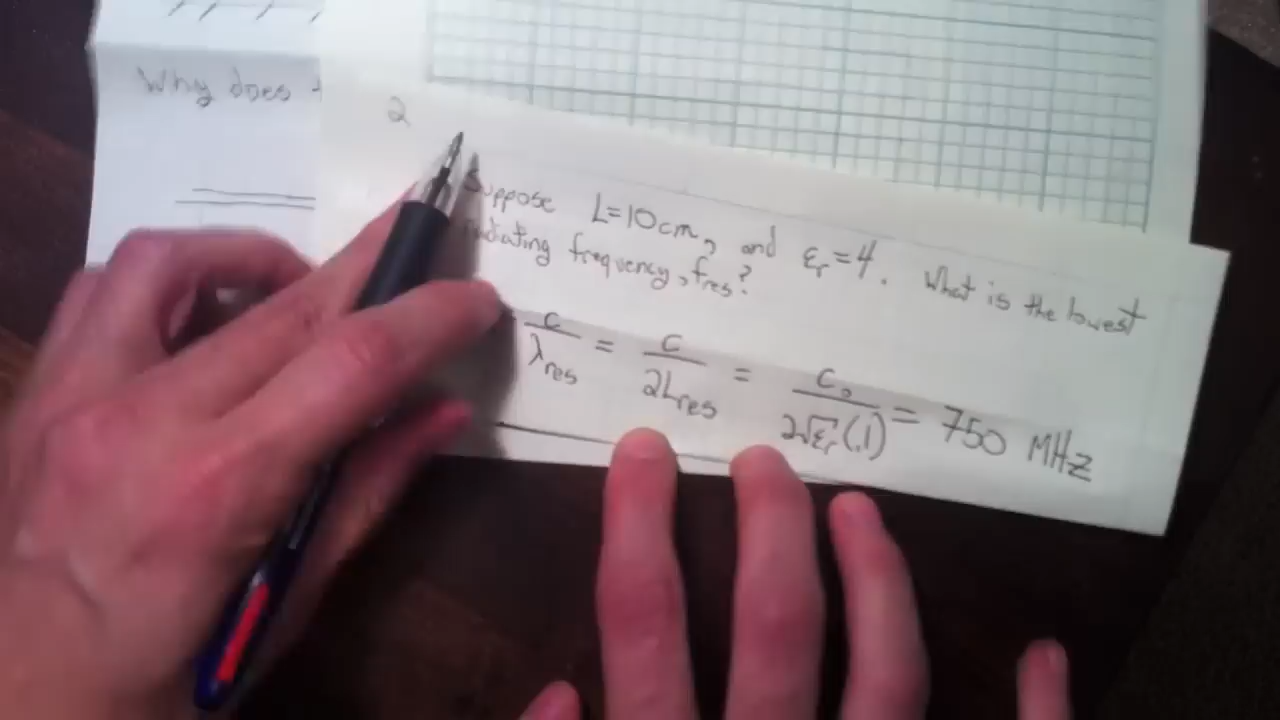 Why does
2
Suppose L=10cm, and εᵣ=4. What is the lowest
radiating frequency, fres?
c/λres = c/2Lres = c₀/2√εᵣ(.1) = 750 MHz